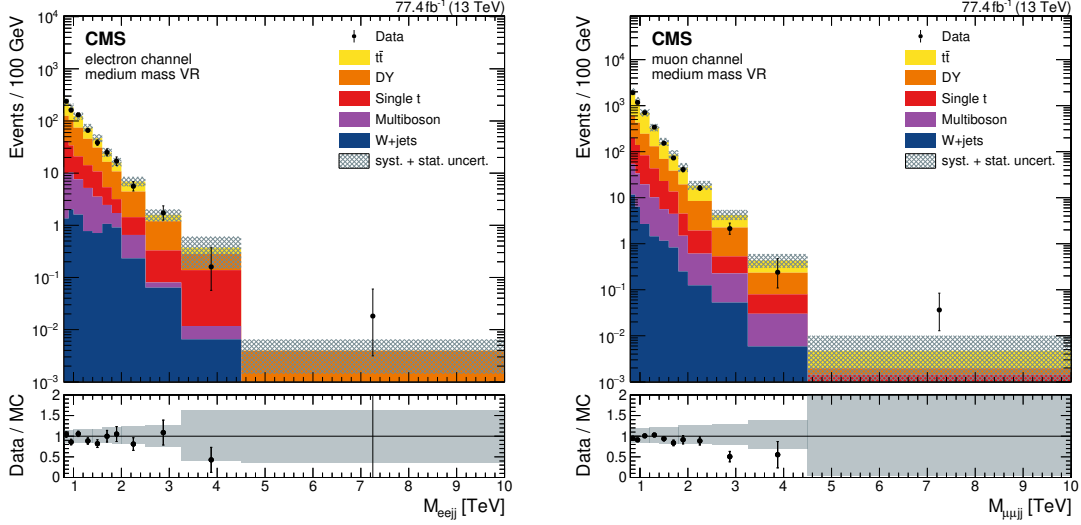 77.4 fb⁻¹ (13 TeV)
CMS
electron channel
medium mass VR
Data
tt̄
DY
Single t
Multiboson
W+jets
syst. + stat. uncert.
Events / 100 GeV
10⁴
10³
10²
10
1
10⁻¹
10⁻²
10⁻³
Data / MC
2
1.5
1
0.5
0
1 2 3 4 5 6 7 8 9 10
M_eejj [TeV]
77.4 fb⁻¹ (13 TeV)
CMS
muon channel
medium mass VR
Data
tt̄
DY
Single t
Multiboson
W+jets
syst. + stat. uncert.
Events / 100 GeV
10⁴
10³
10²
10
1
10⁻¹
10⁻²
10⁻³
Data / MC
2
1.5
1
0.5
0
1 2 3 4 5 6 7 8 9 10
M_μμjj [TeV]